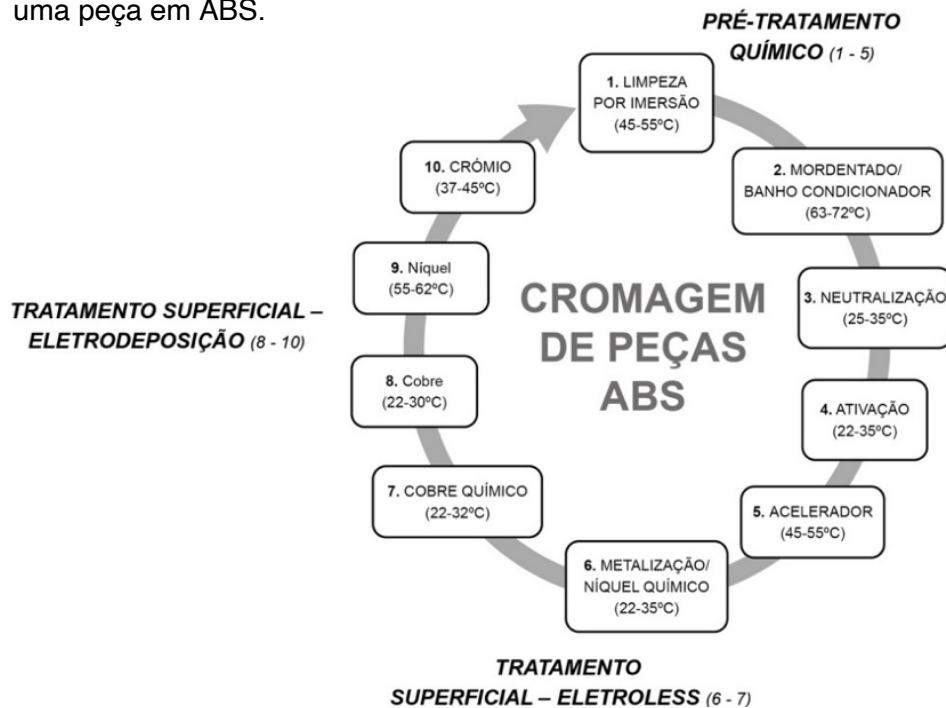 uma peça em ABS.
PRÉ-TRATAMENTO
QUÍMICO (1 - 5)
1. LIMPEZA
POR IMERSÃO
(45-55ºC)
2. MORDENTADO/
BANHO CONDICIONADOR
(63-72ºC)
3. NEUTRALIZAÇÃO
(25-35ºC)
4. ATIVAÇÃO
(22-35ºC)
5. ACELERADOR
(45-55ºC)
6. METALIZAÇÃO/
NÍQUEL QUÍMICO
(22-35ºC)
7. COBRE QUÍMICO
(22-32ºC)
8. Cobre
(22-30ºC)
9. Níquel
(55-62ºC)
10. CRÓMIO
(37-45ºC)
CROMAGEM
DE PEÇAS
ABS
TRATAMENTO SUPERFICIAL –
ELETRODEPOSIÇÃO (8 - 10)
TRATAMENTO
SUPERFICIAL – ELETROLESS (6 - 7)